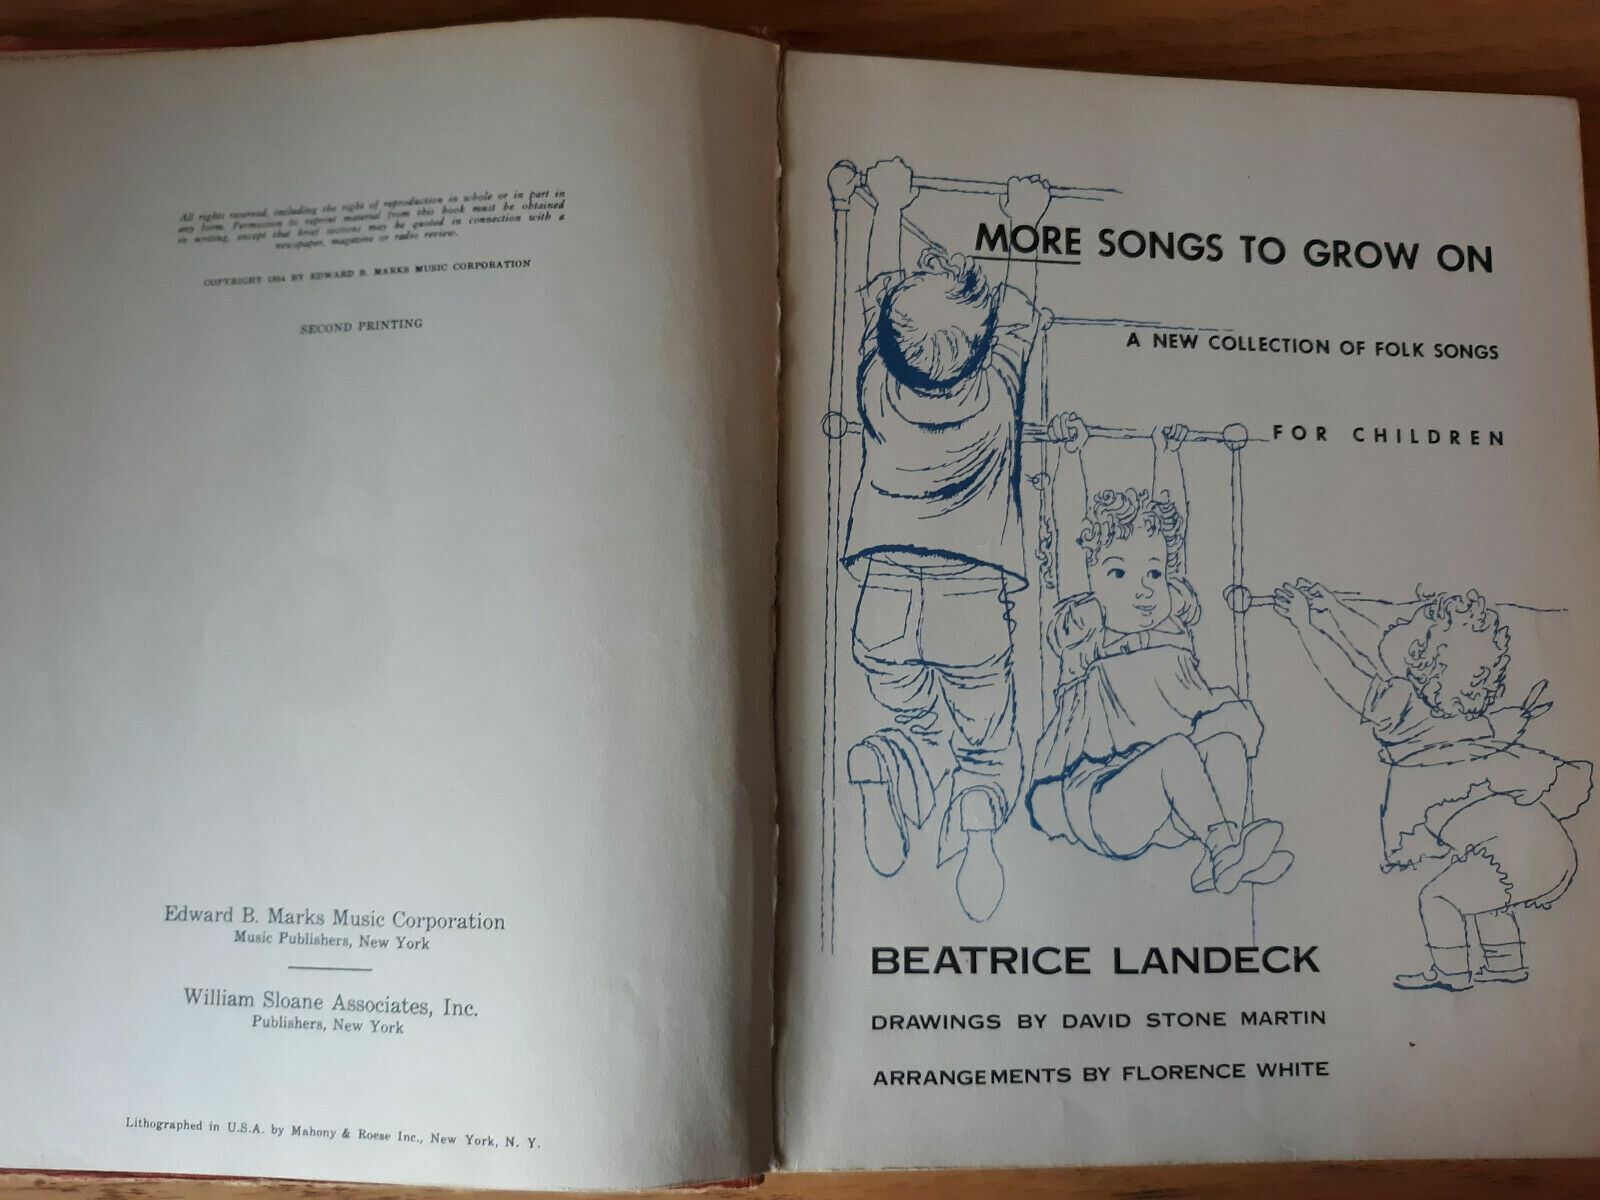 All rights reserved, including the right of reproduction in whole or in part in
any form. Permission to reprint material from this book must be obtained
in writing, except that brief sections may be quoted in connection with a
newspaper, magazine or radio review.
COPYRIGHT 1954 BY EDWARD B. MARKS MUSIC CORPORATION
SECOND PRINTING
Edward B. Marks Music Corporation
Music Publishers, New York
William Sloane Associates, Inc.
Publishers, New York
Lithographed in U.S.A. by Mahony & Roese Inc., New York, N. Y.
MORE SONGS TO GROW ON
A NEW COLLECTION OF FOLK SONGS
FOR CHILDREN
BEATRICE LANDECK
DRAWINGS BY DAVID STONE MARTIN
ARRANGEMENTS BY FLORENCE WHITE